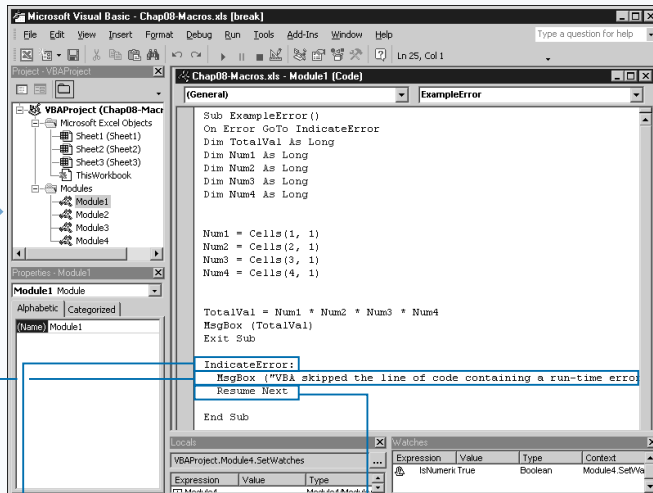 Microsoft Visual Basic - Chap08-Macros.xls [break]
File Edit View Insert Format Debug Run Tools Add-Ins Window Help
Type a question for help
Ln 25, Col 1
Project - VBAProject
VBAProject (Chap08-Macr
Microsoft Excel Objects
Sheet1 (Sheet1)
Sheet2 (Sheet2)
Sheet3 (Sheet3)
ThisWorkbook
Modules
Module1
Module2
Module3
Module4
Properties - Module1
Module1 Module
Alphabetic Categorized
(Name) Module1
Chap08-Macros.xls - Module1 (Code)
(General) ExampleError
Sub ExampleError()
On Error GoTo IndicateError
Dim TotalVal As Long
Dim Num1 As Long
Dim Num2 As Long
Dim Num3 As Long
Dim Num4 As Long
Num1 = Cells(1, 1)
Num2 = Cells(2, 1)
Num3 = Cells(3, 1)
Num4 = Cells(4, 1)
TotalVal = Num1 * Num2 * Num3 * Num4
MsgBox (TotalVal)
Exit Sub
IndicateError:
MsgBox ("VBA skipped the line of code containing a run-time erro
Resume Next
End Sub
Locals
VBAProject.Module4.SetWatches
...
Expression Value Type
Module4
Watches
Expression Value Type Context
IsNumeri True Boolean Module4.SetWa